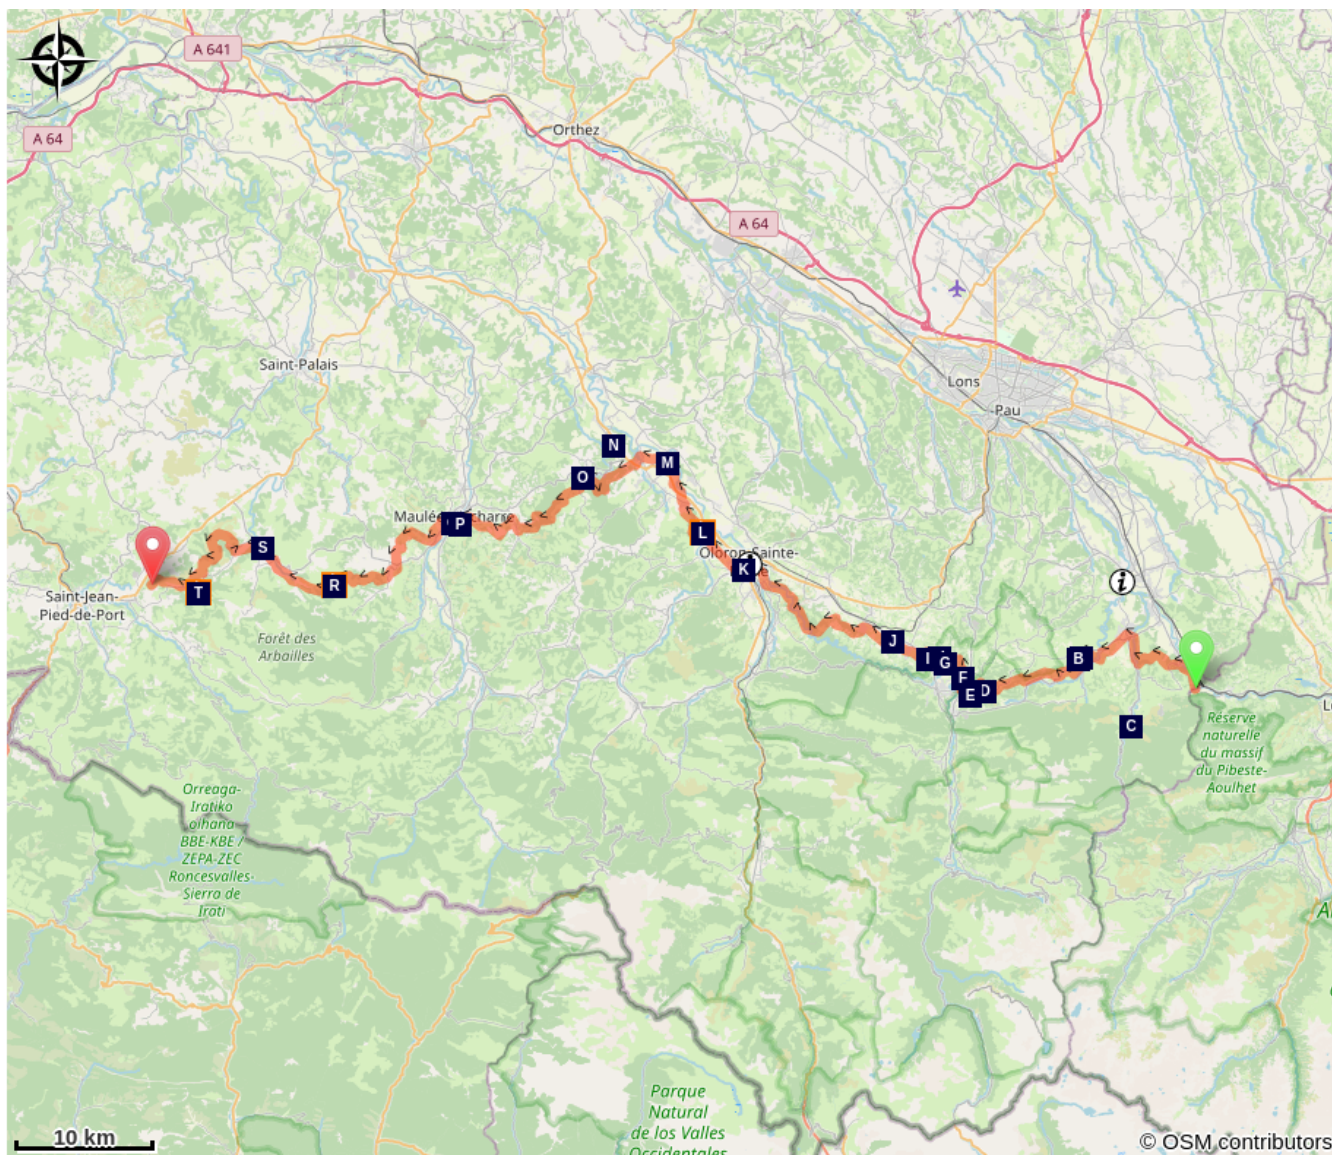 A 641
Orthez
A 64
A 64
Saint-Palais
Lons
Pau
N
M
O
P
L
Oloron-Sainte-
K
i
S
R
T
Saint-Jean-
Pied-de-Port
Forêt des
Arbailles
J
I
G
F
E
D
B
C
Réserve
naturelle
du massif
du Pibeste-
Aoulhet
Orreaga-
Iratiko
oihana
BBE-KBE /
ZEPA-ZEC
Roncesvalles-
Sierra de
Irati
Parque
Natural
de los Valles
Occidentales
10 km
© OSM contributors